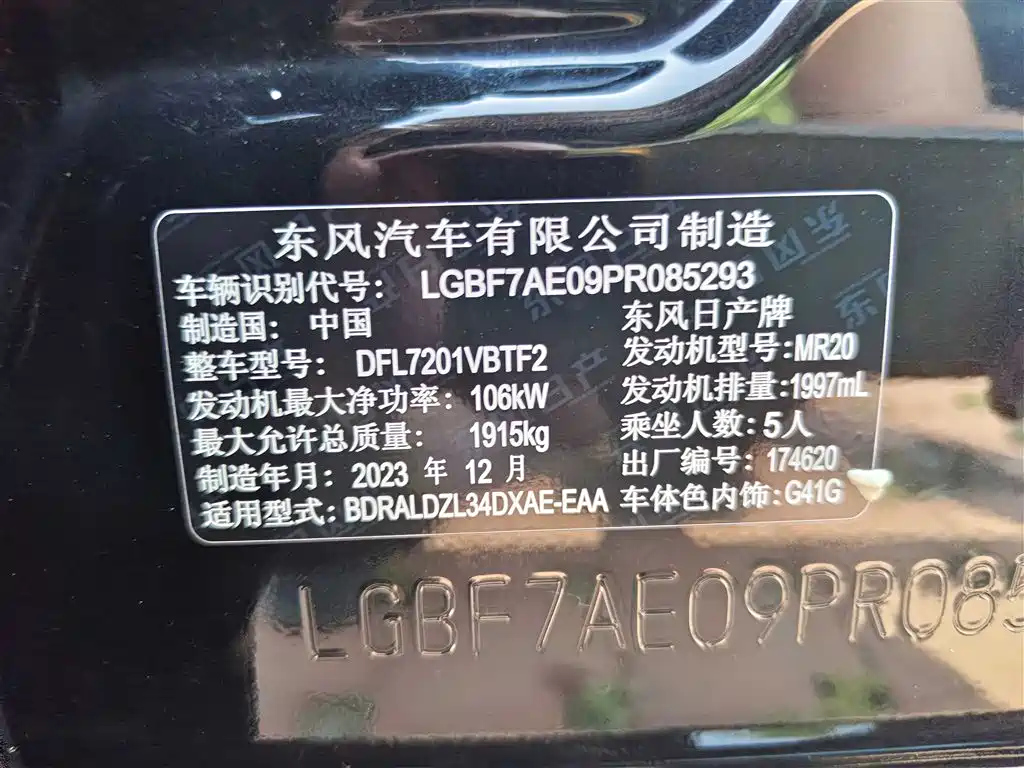 东风汽车有限公司制造
车辆识别代号: LGBF7AE09PR085293
制造国: 中国 东风日产牌
整车型号: DFL7201VBTF2 发动机型号:MR20
发动机最大净功率: 106kW 发动机排量:1997mL
最大允许总质量: 1915kg 乘坐人数:5人
制造年月: 2023 年 12 月 出厂编号: 174620
适用型式: BDRALDZL34DXAE-EAA 车体色内饰:G41G
LGBF7AE09PR085